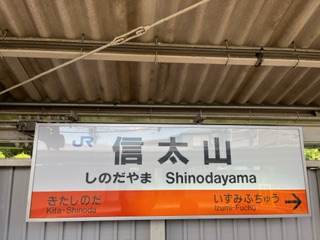 JR 信太山
しのだやま Shinodayama
きたしのだ いずみふちゅう
Kita-Shinoda Izumi-Fuchū